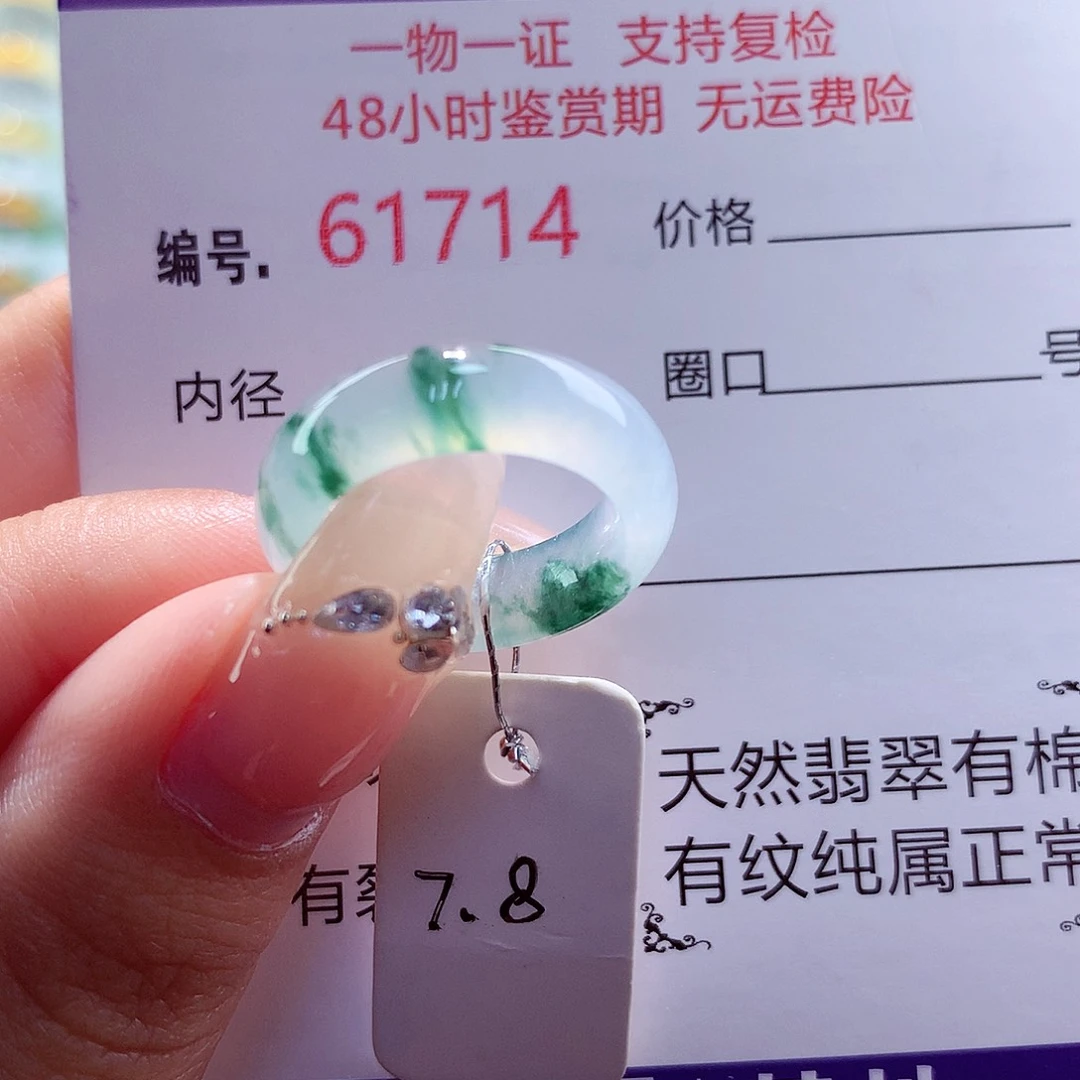 一物一证 支持复检
48小时鉴赏期 无运费险
编号. 61714 价格
内径 圈口 号
天然翡翠有棉
有纹纯属正常
有裂
7.8